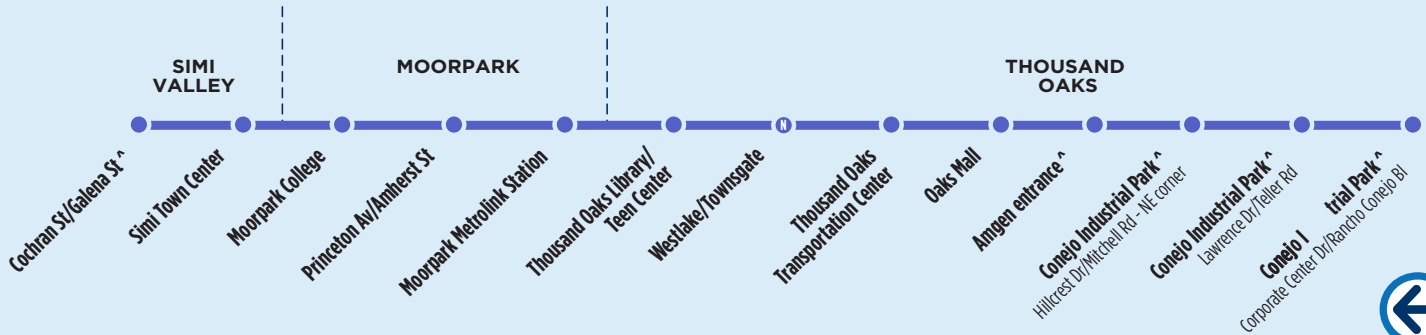 SIMI
VALLEY
MOORPARK
THOUSAND
OAKS
N
Cochran St/Galena St^
Simi Town Center
Moorpark College
Princeton Av/Amherst St
Moorpark Metrolink Station
Thousand Oaks Library/
Teen Center
Westlake/Townsgate
Thousand Oaks
Transportation Center
Oaks Mall
Amgen entrance^
Conejo Industrial Park^
Hillcrest Dr/Mitchell Rd - NE corner
Conejo Industrial Park^
Lawrence Dr/Teller Rd
Conejo I trial Park^
Corporate Center Dr/Rancho Conejo Bl